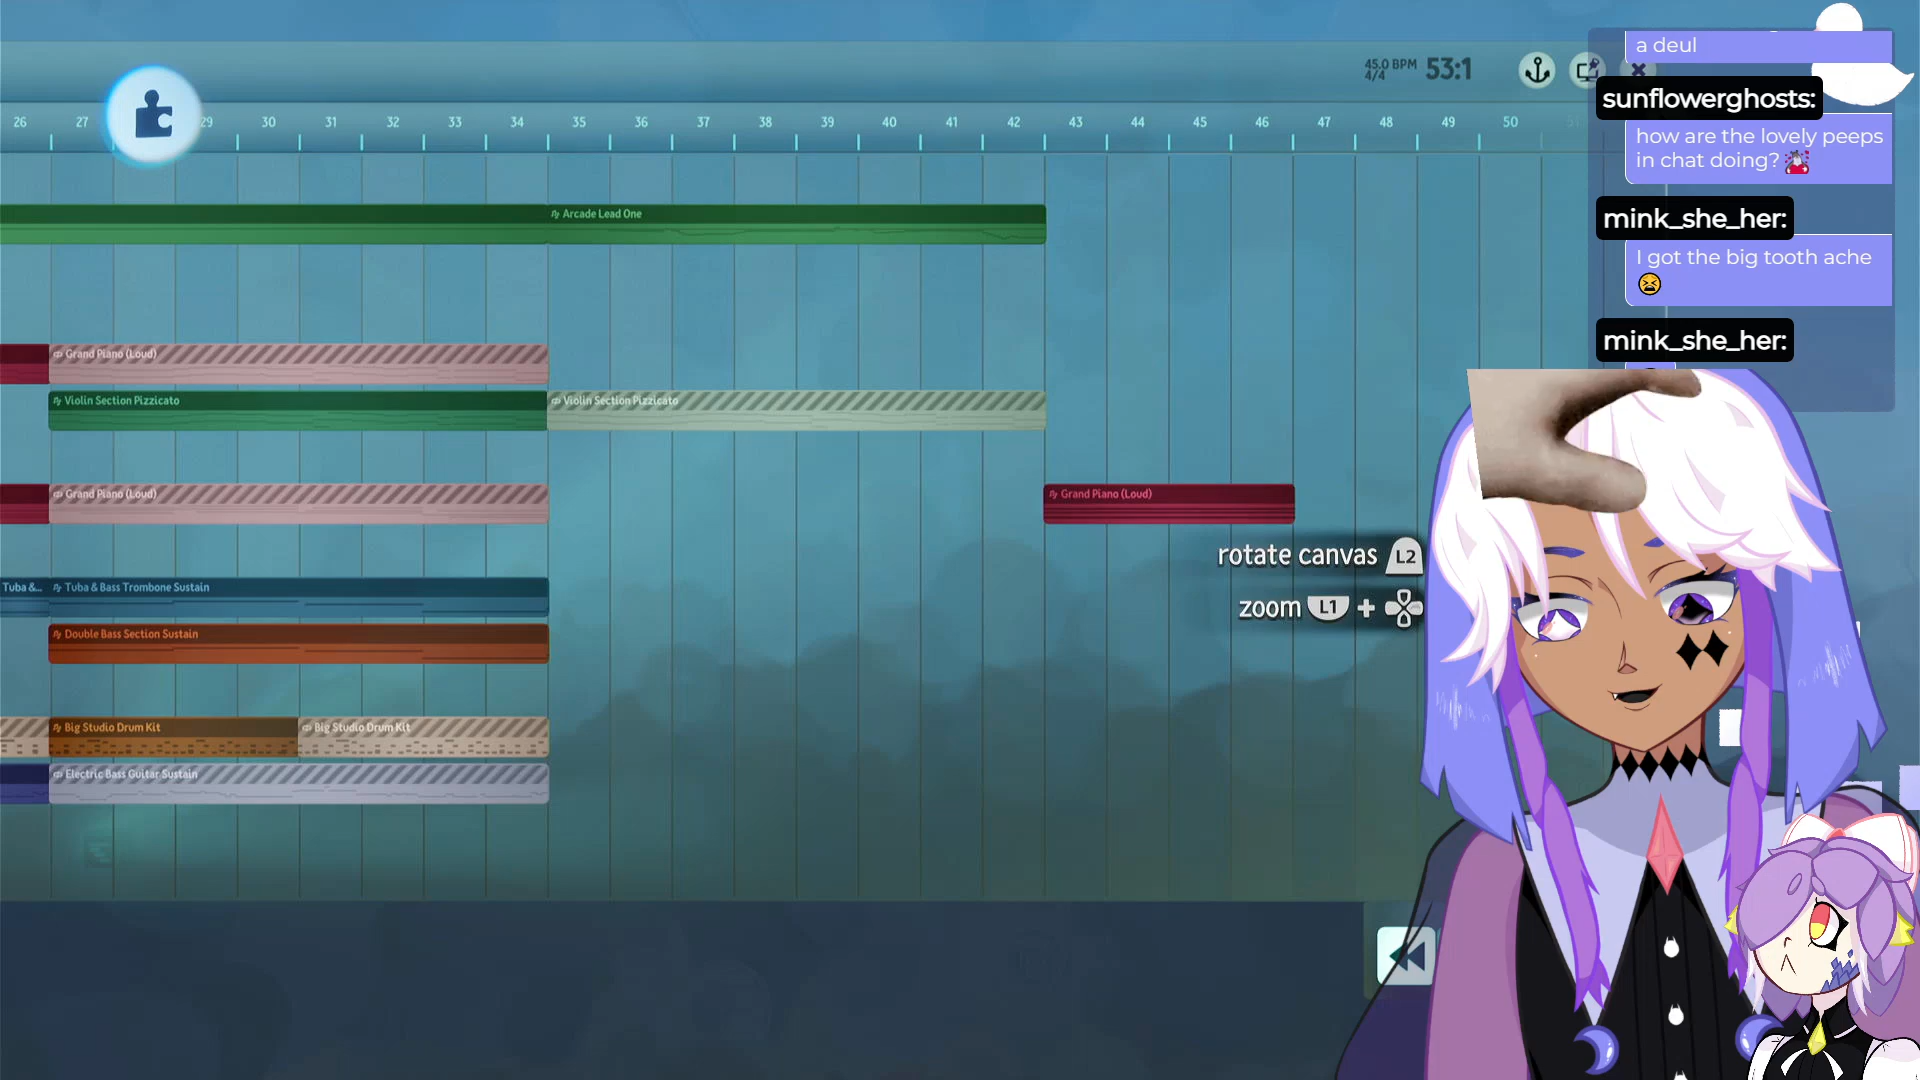 45.0 BPM
4/4
53:1
26 27 29 30 31 32 33 34 35 36 37 38 39 40 41 42 43 44 45 46 47 48 49 50 51
Arcade Lead One
Grand Piano (Loud)
Violin Section Pizzicato
Violin Section Pizzicato
Grand Piano (Loud)
Grand Piano (Loud)
Tuba &...
Tuba & Bass Trombone Sustain
Double Bass Section Sustain
Big Studio Drum Kit
Big Studio Drum Kit
Electric Bass Guitar Sustain
rotate canvas L2
zoom L1 +
a deul
sunflowerghosts:
how are the lovely peeps
in chat doing?
mink_she_her:
I got the big tooth ache
mink_she_her: